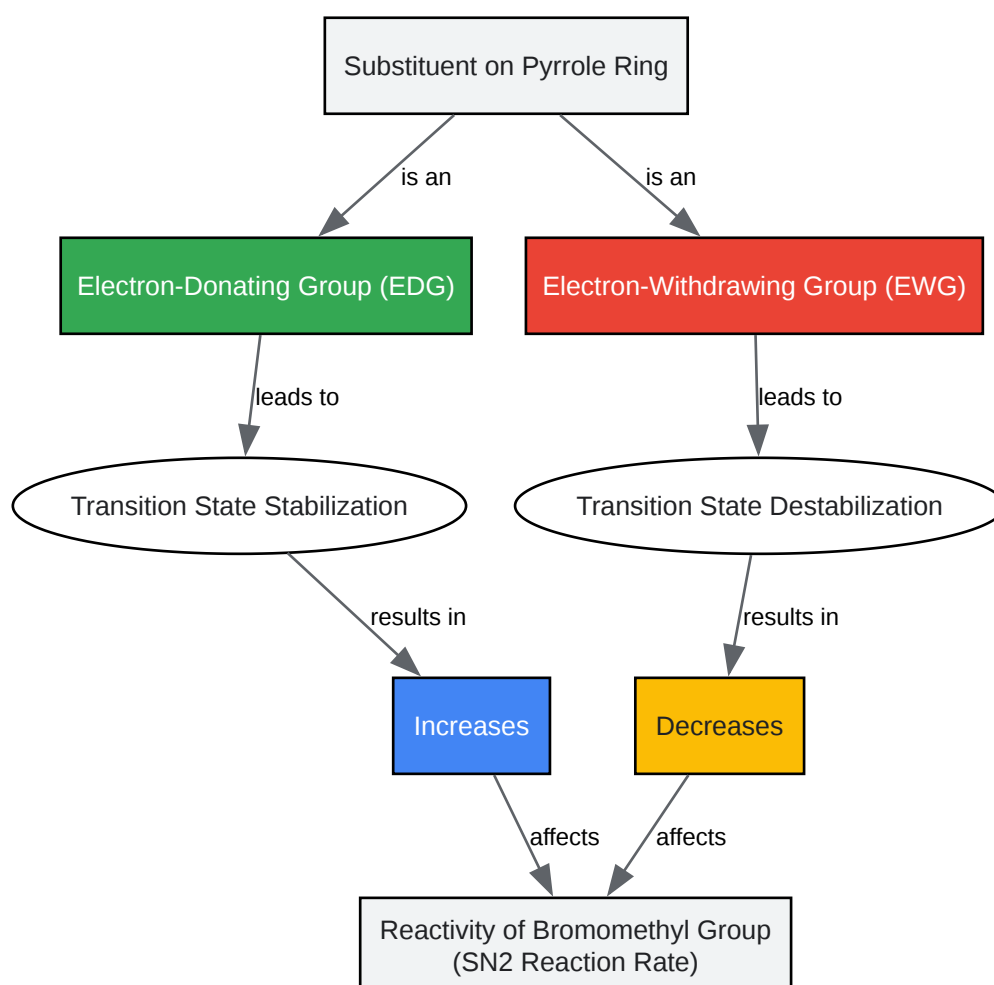 Substituent on Pyrrole Ring
is an
is an
Electron-Donating Group (EDG)
Electron-Withdrawing Group (EWG)
leads to
leads to
Transition State Stabilization
Transition State Destabilization
results in
results in
Increases
Decreases
affects
affects
Reactivity of Bromomethyl Group
(SN2 Reaction Rate)